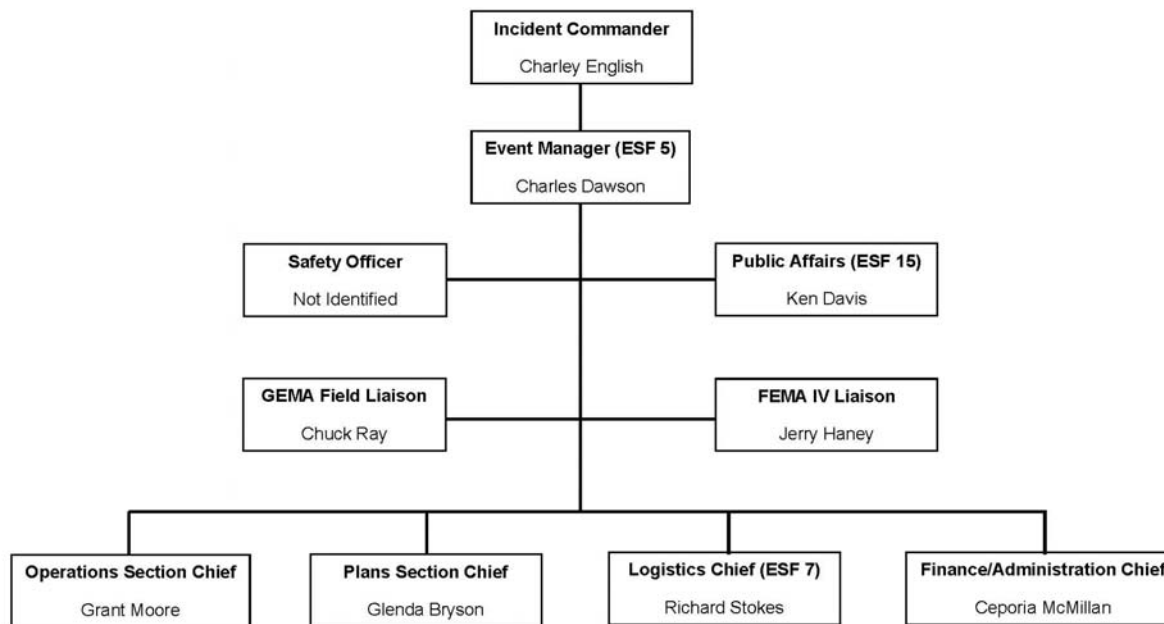 Incident Commander
Charley English
Event Manager (ESF 5)
Charles Dawson
Safety Officer
Not Identified
Public Affairs (ESF 15)
Ken Davis
GEMA Field Liaison
Chuck Ray
FEMA IV Liaison
Jerry Haney
Operations Section Chief
Grant Moore
Plans Section Chief
Glenda Bryson
Logistics Chief (ESF 7)
Richard Stokes
Finance/Administration Chief
Ceporia McMillan